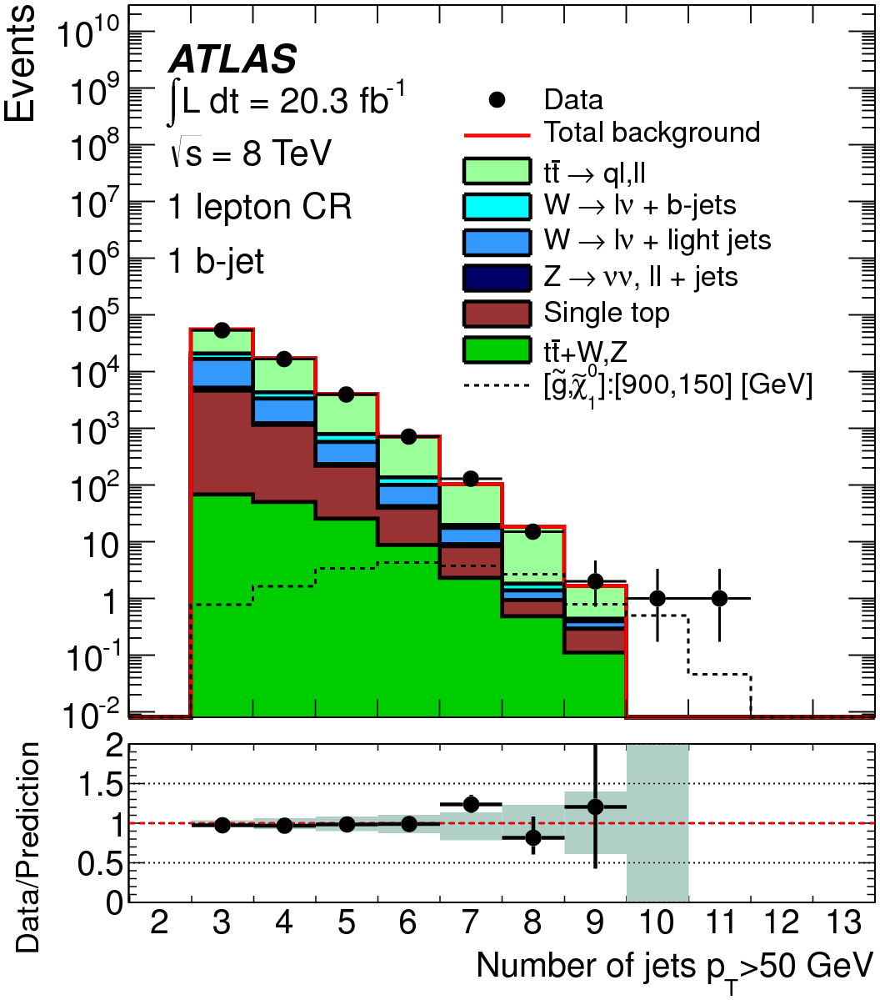 Events
10¹⁰
10⁹
10⁸
10⁷
10⁶
10⁵
10⁴
10³
10²
10
1
10⁻¹
10⁻²
ATLAS
∫L dt = 20.3 fb⁻¹
√s = 8 TeV
1 lepton CR
1 b-jet
Data
Total background
tt̄ → ql,ll
W → lν + b-jets
W → lν + light jets
Z → νν, ll + jets
Single top
tt̄+W,Z
[g̃,χ̃⁰₁]:[900,150] [GeV]
Data/Prediction
2
1.5
1
0.5
0
2 3 4 5 6 7 8 9 10 11 12 13
Number of jets p_T>50 GeV